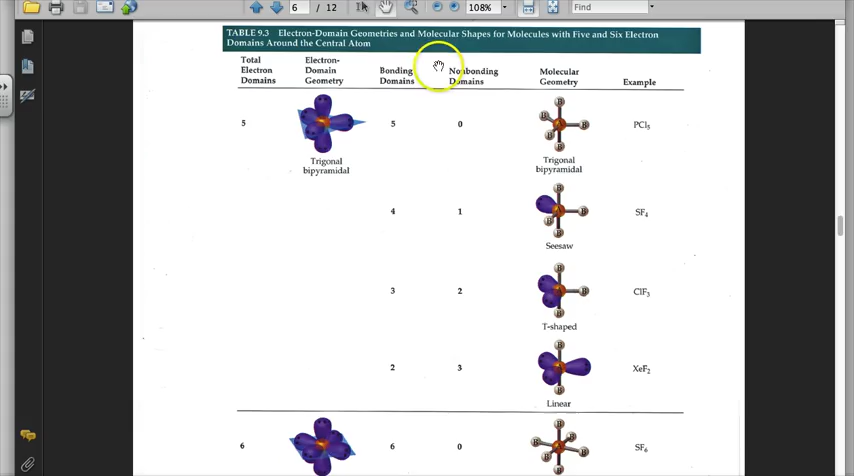 6 / 12
108%
Find
TABLE 9.3 Electron-Domain Geometries and Molecular Shapes for Molecules with Five and Six Electron
Domains Around the Central Atom
Total Electron Domains
Electron-Domain Geometry
Bonding Domains
Nonbonding Domains
Molecular Geometry
Example
5
Trigonal bipyramidal
5
0
B
B
B
B
B
A
Trigonal bipyramidal
PCl₅
4
1
B
B
B
B
A
Seesaw
SF₄
3
2
B
B
B
A
T-shaped
ClF₃
2
3
B
B
A
Linear
XeF₂
6
6
0
B
B
B
B
B
B
A
SF₆